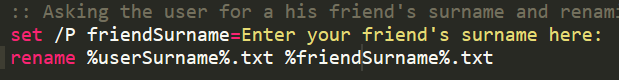 :: Asking the user for a his friend's surname and renami
set /P friendSurname=Enter your friend's surname here:
rename %userSurname%.txt %friendSurname%.txt